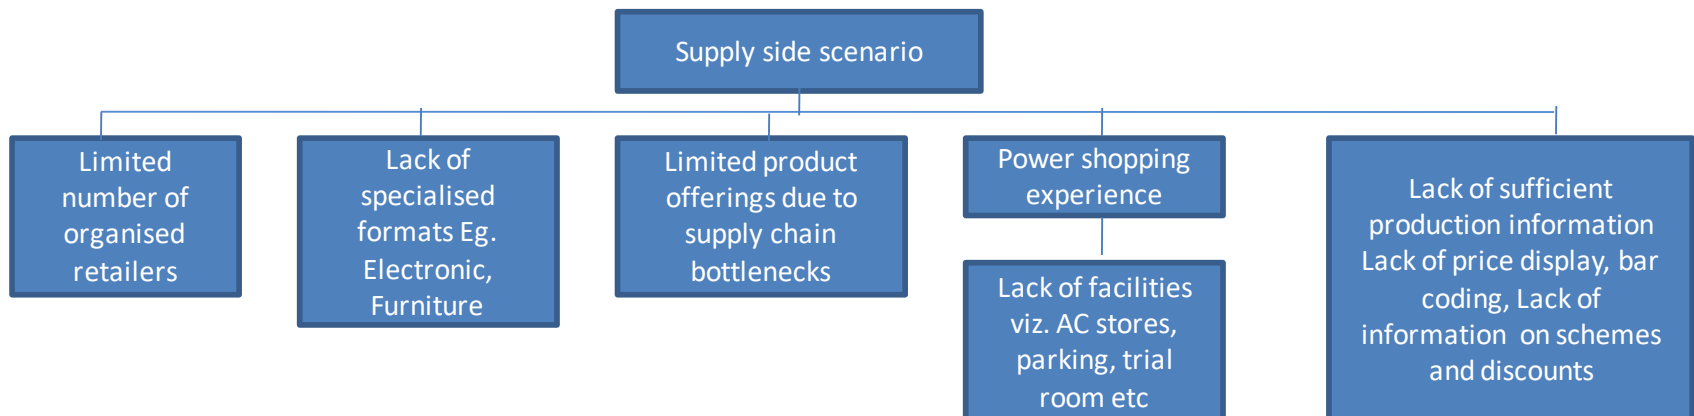 Supply side scenario
Limited
number of
organised
retailers
Lack of
specialised
formats Eg.
Electronic,
Furniture
Limited product
offerings due to
supply chain
bottlenecks
Power shopping
experience
Lack of facilities
viz. AC stores,
parking, trial
room etc
Lack of sufficient
production information
Lack of price display, bar
coding, Lack of
information on schemes
and discounts